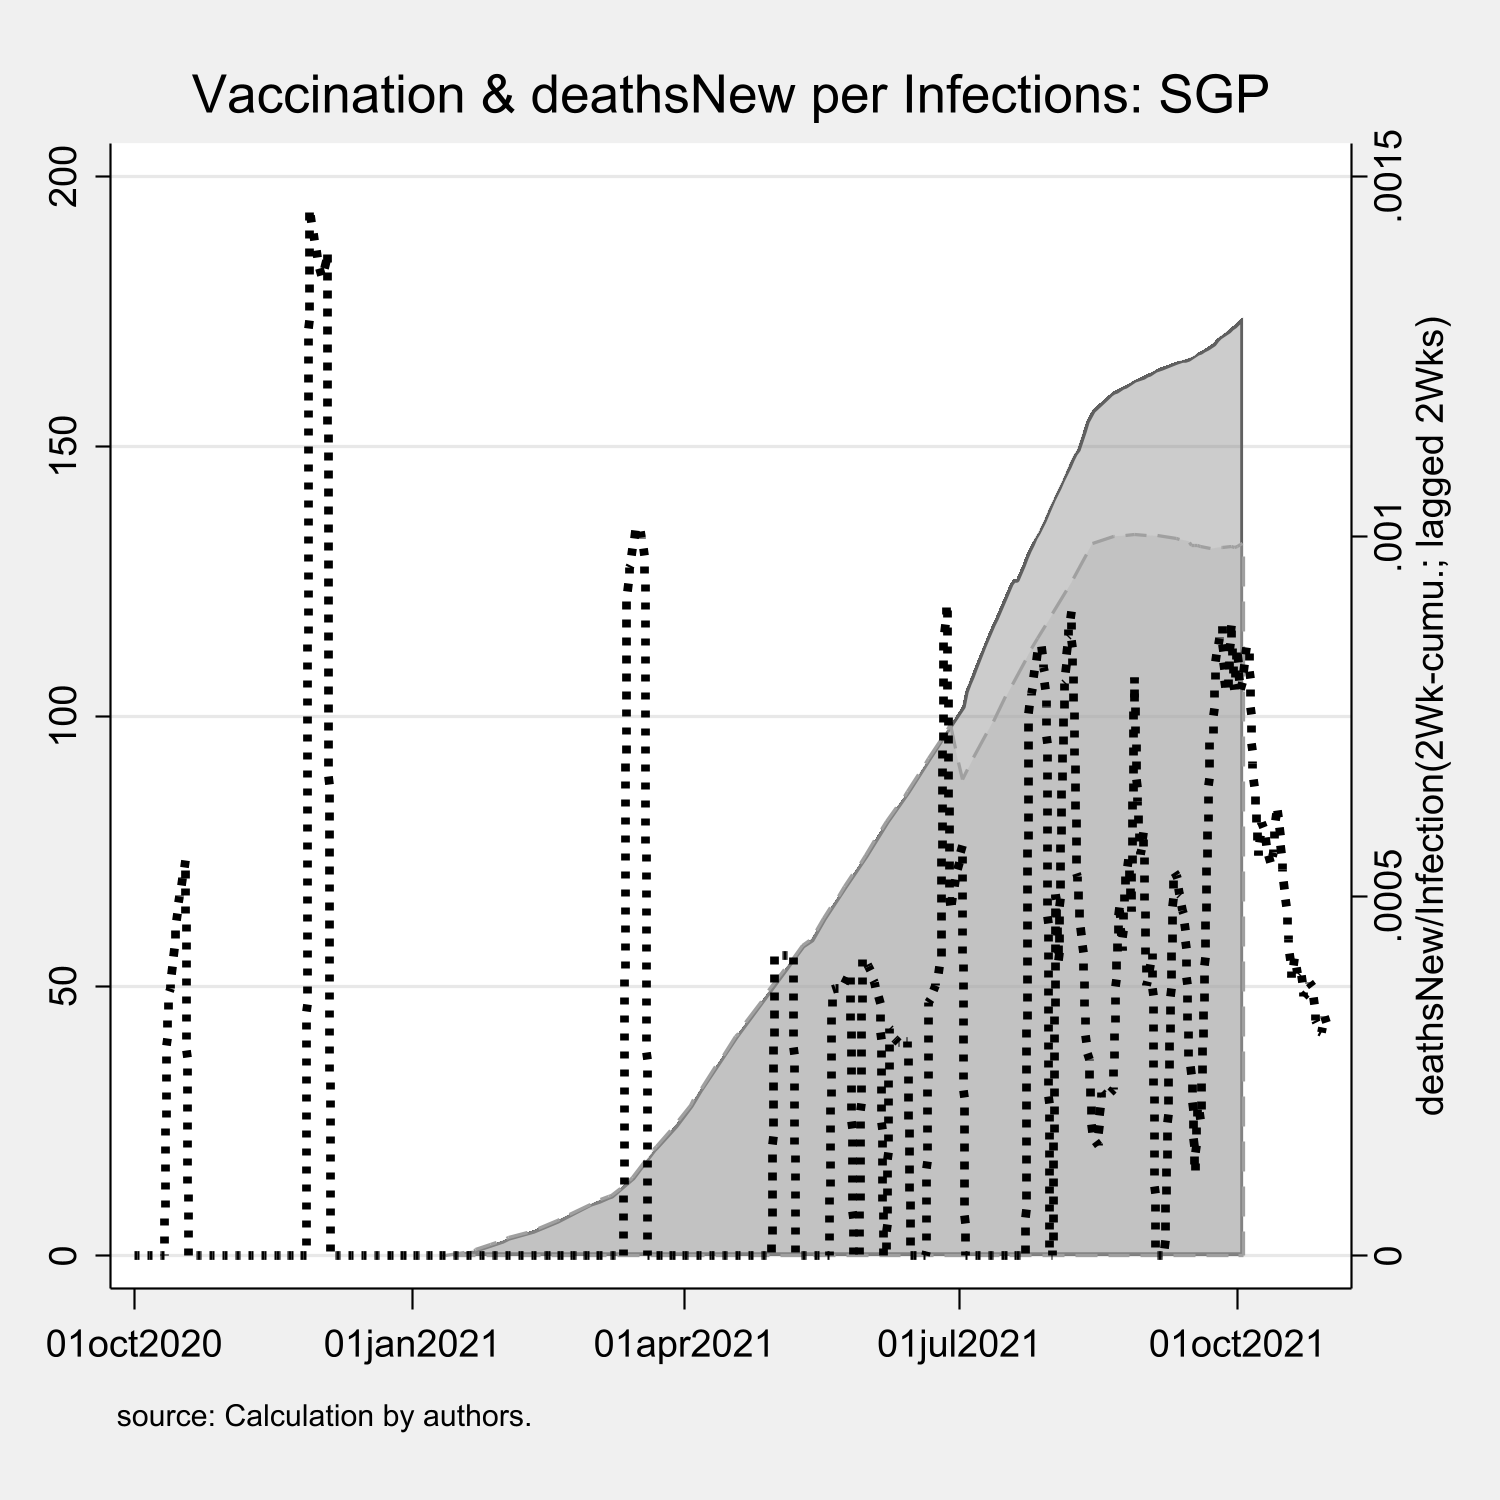 Vaccination & deathsNew per Infections: SGP
200
150
100
50
0
.0015
.001
.0005
0
deathsNew/Infection(2Wk-cumu.; lagged 2Wks)
01oct2020
01jan2021
01apr2021
01jul2021
01oct2021
source: Calculation by authors.